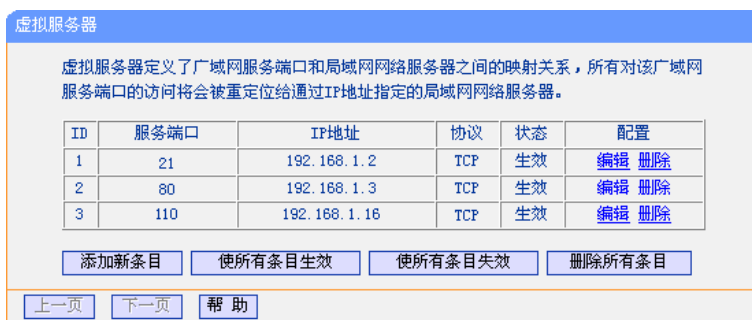 虚拟服务器
虚拟服务器定义了广域网服务端口和局域网网络服务器之间的映射关系，所有对该广域网
服务端口的访问将会被重定位给通过IP地址指定的局域网网络服务器。
ID 服务端口 IP地址 协议 状态 配置
1 21 192.168.1.2 TCP 生效 编辑 删除
2 80 192.168.1.3 TCP 生效 编辑 删除
3 110 192.168.1.16 TCP 生效 编辑 删除
添加新条目 使所有条目生效 使所有条目失效 删除所有条目
上一页 下一页 帮 助